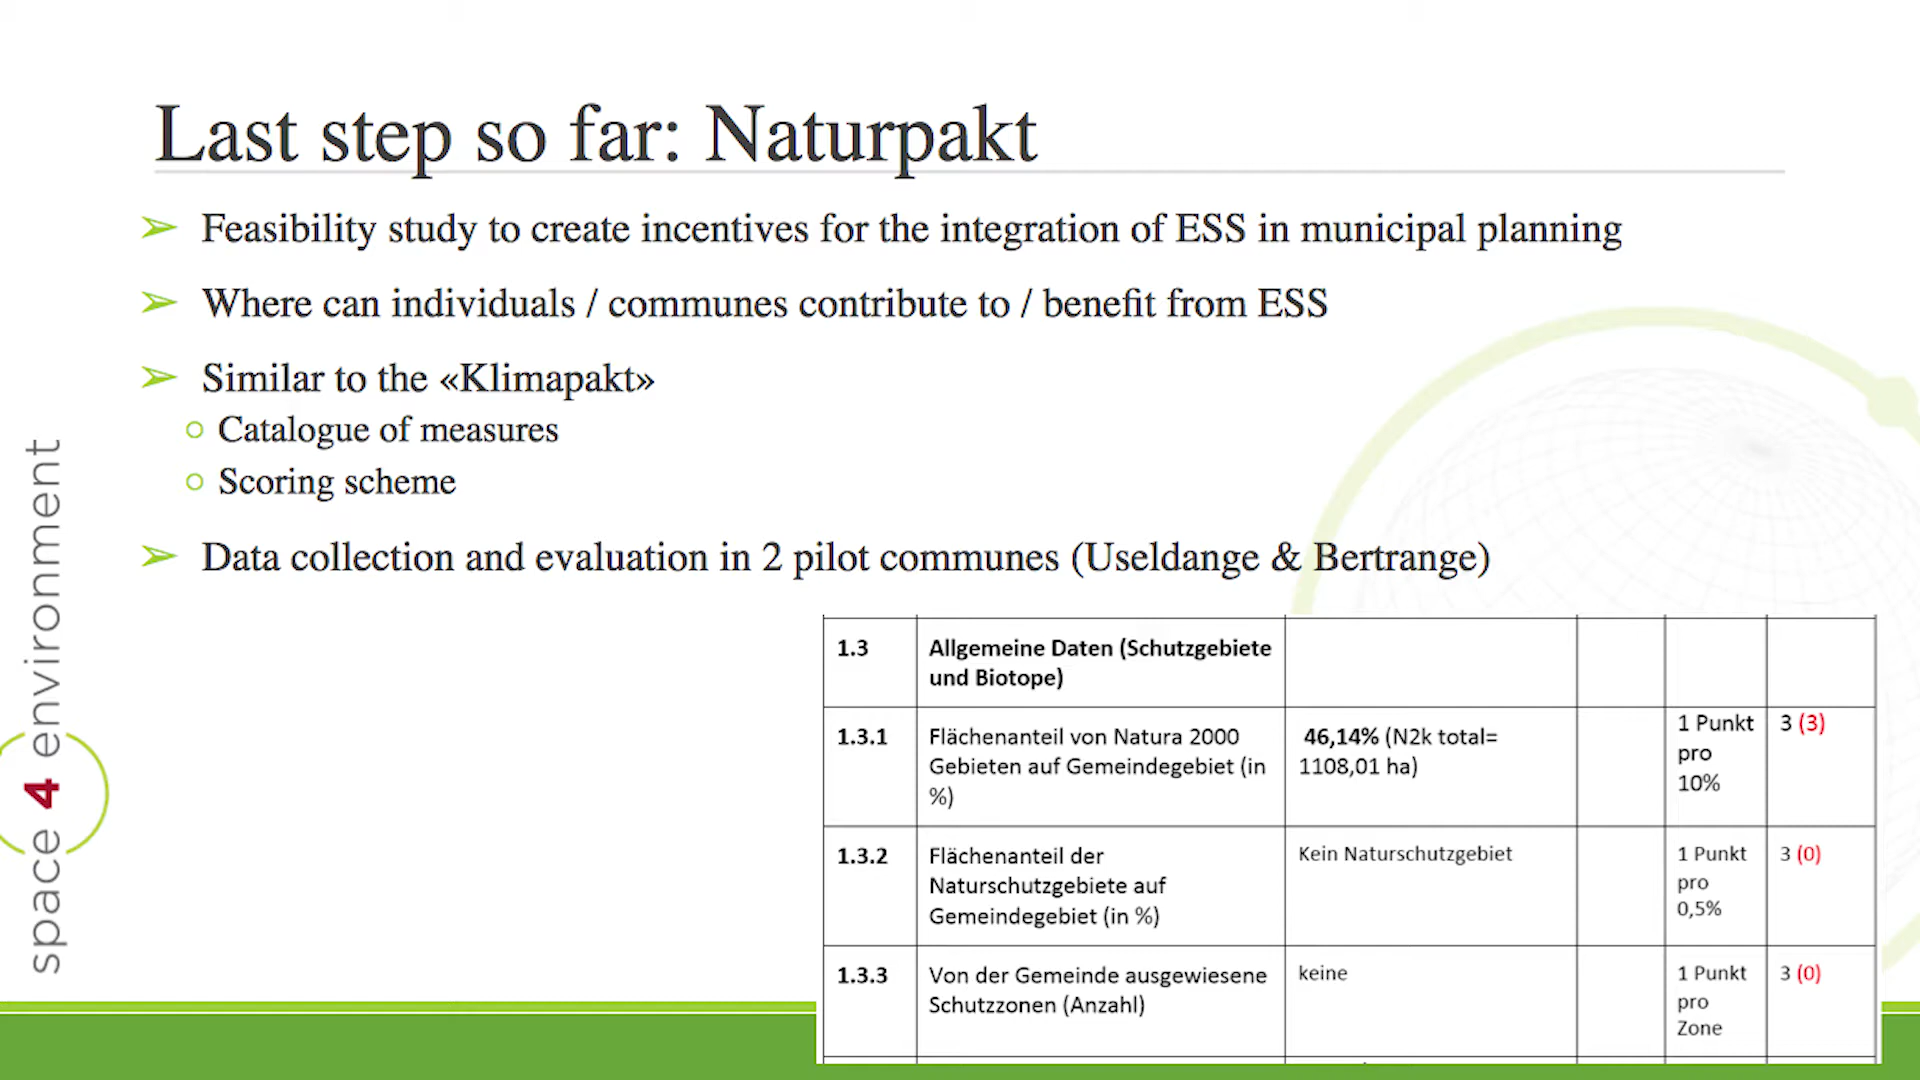 Last step so far: Naturpakt
➢ Feasibility study to create incentives for the integration of ESS in municipal planning
➢ Where can individuals / communes contribute to / benefit from ESS
➢ Similar to the «Klimapakt»
○ Catalogue of measures
○ Scoring scheme
➢ Data collection and evaluation in 2 pilot communes (Useldange & Bertrange)
space 4 environment
1.3 Allgemeine Daten (Schutzgebiete
und Biotope)
1.3.1 Flächenanteil von Natura 2000 46,14% (N2k total= 1 Punkt 3 (3)
Gebieten auf Gemeindegebiet (in 1108,01 ha) pro
%) 10%
1.3.2 Flächenanteil der Kein Naturschutzgebiet 1 Punkt 3 (0)
Naturschutzgebiete auf pro
Gemeindegebiet (in %) 0,5%
1.3.3 Von der Gemeinde ausgewiesene keine 1 Punkt 3 (0)
Schutzzonen (Anzahl) pro
Zone